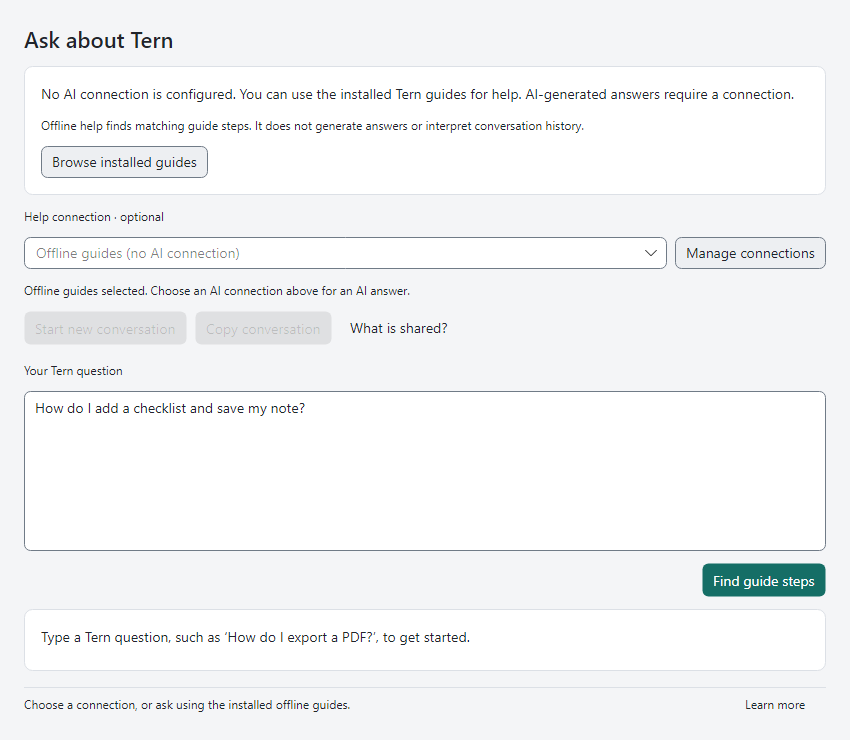 Ask about Tern
No AI connection is configured. You can use the installed Tern guides for help. AI-generated answers require a connection.
Offline help finds matching guide steps. It does not generate answers or interpret conversation history.
Browse installed guides
Help connection · optional
Offline guides (no AI connection)
Manage connections
Offline guides selected. Choose an AI connection above for an AI answer.
Start new conversation
Copy conversation
What is shared?
Your Tern question
How do I add a checklist and save my note?
Find guide steps
Type a Tern question, such as ‘How do I export a PDF?’, to get started.
Choose a connection, or ask using the installed offline guides.
Learn more